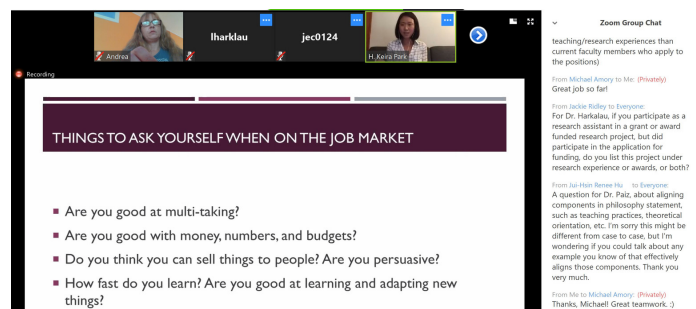 Andrea
lharklau
jec0124
H. Keira Park
Recording
THINGS TO ASK YOURSELF WHEN ON THE JOB MARKET
Are you good at multi-taking?
Are you good with money, numbers, and budgets?
Do you think you can sell things to people? Are you persuasive?
How fast do you learn? Are you good at learning and adapting new
things?
Zoom Group Chat
teaching/research experiences than
current faculty members who apply to
the positions)
From Michael Amory to Me: (Privately)
Great job so far!
From Jackie Ridley to Everyone:
For Dr. Harkalau, if you participate as a
research assistant in a grant or award
funded research project, but did
participate in the application for
funding, do you list this project under
research experience or awards, or both?
From Jui-Hsin Renee Hu to Everyone:
A question for Dr. Paiz, about aligning
components in philosophy statement,
such as teaching practices, theoretical
orientation, etc. I'm sorry this might be
different from case to case, but I'm
wondering if you could talk about any
example you know of that effectively
aligns those components. Thank you
very much.
From Me to Michael Amory: (Privately)
Thanks, Michael! Great teamwork. :)